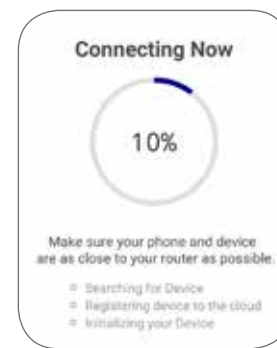 Connecting Now
10%
Make sure your phone and device
are as close to your router as possible.
Searching for Device
Registering device to the cloud
Initializing your Device